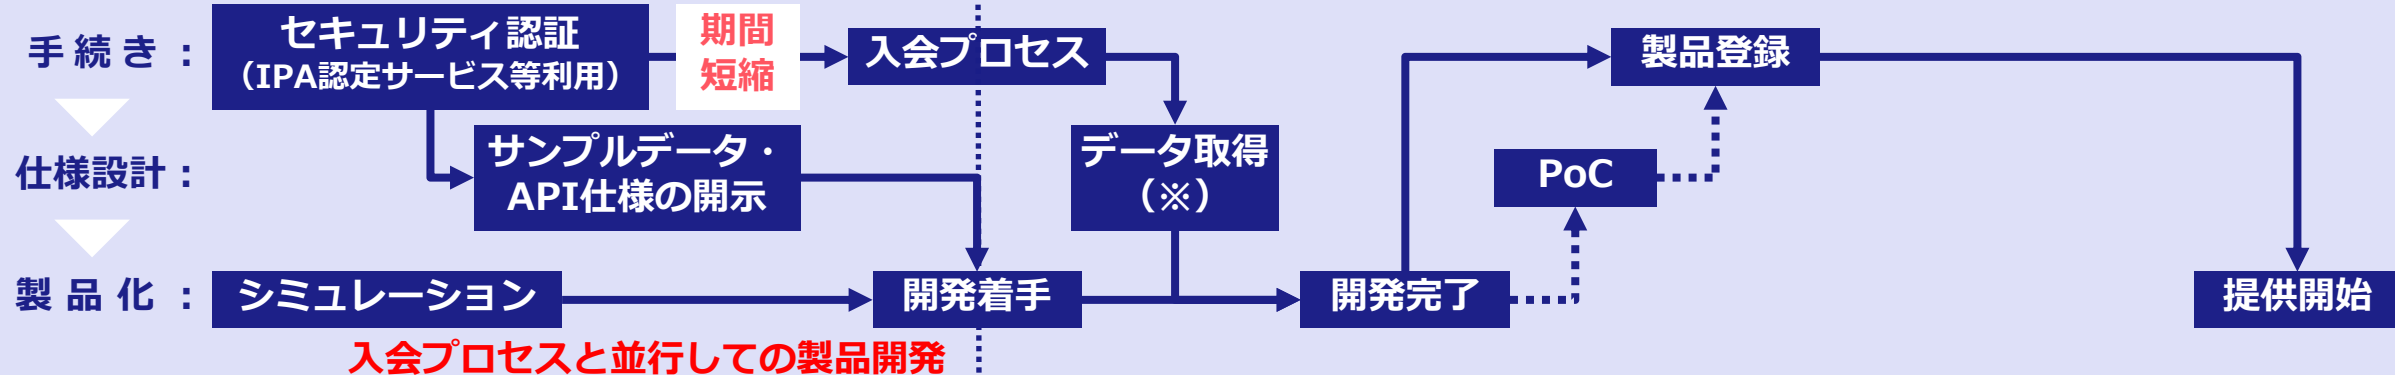 手続き：
セキュリティ認証
（IPA認定サービス等利用）
期間
短縮
入会プロセス
製品登録
仕様設計：
サンプルデータ・
API仕様の開示
データ取得
（※）
PoC
製品化：
シミュレーション
開発着手
開発完了
提供開始
入会プロセスと並行しての製品開発